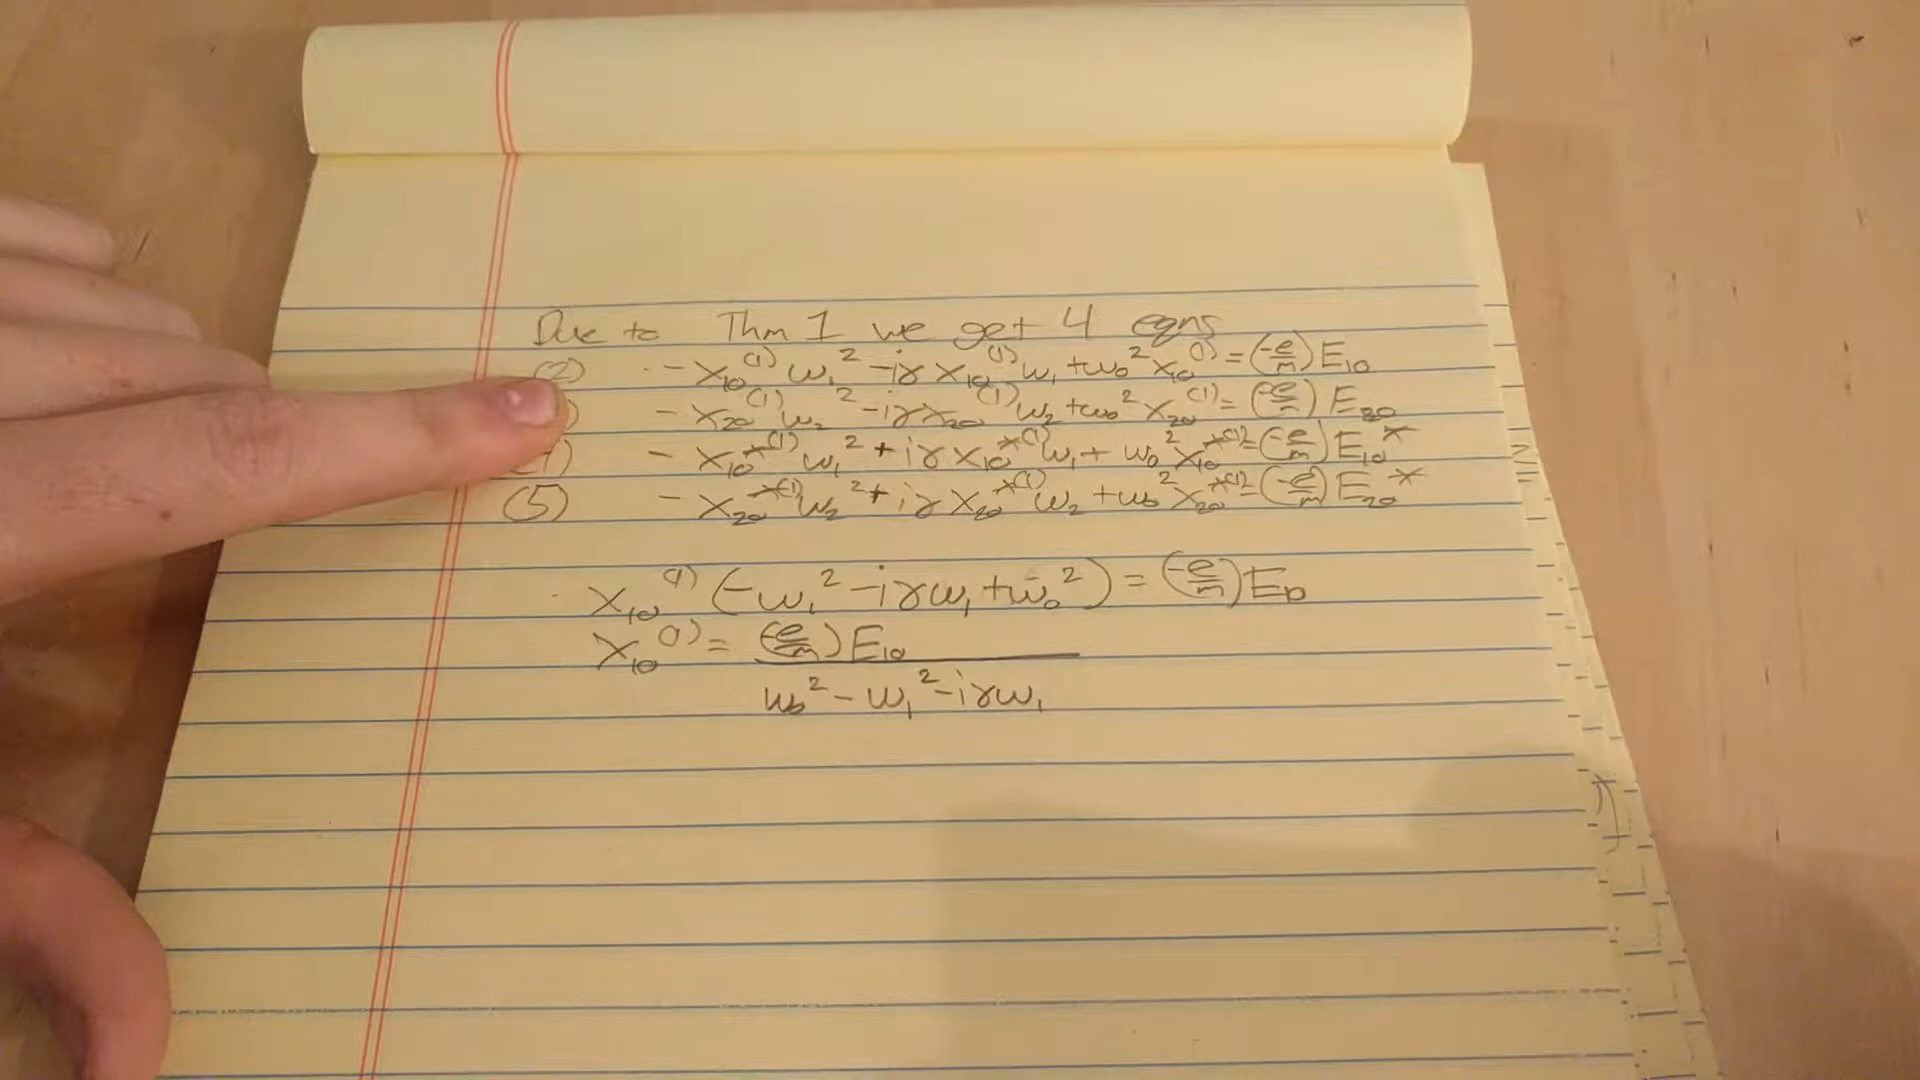 Due to Thm 1 we get 4 eqns
(2) -x₁₀⁽¹⁾ω₁² -iγx₁₀⁽¹⁾ω₁ +ω₀²x₁₀⁽¹⁾ = (-e/m)E₁₀
-x₂₀⁽¹⁾ω₂² -iγx₂₀⁽¹⁾ω₂ +ω₀²x₂₀⁽¹⁾ = (-e/m)E₂₀
-x₁₀*⁽¹⁾ω₁² +iγx₁₀*⁽¹⁾ω₁ + ω₀²x₁₀*⁽¹⁾ = (-e/m)E₁₀*
(5) -x₂₀*⁽¹⁾ω₂² +iγx₂₀*⁽¹⁾ω₂ +ω₀²x₂₀*⁽¹⁾ = (-e/m)E₂₀*
x₁₀⁽¹⁾(-ω₁² -iγω₁ +ω₀²) = (-e/m)E₁₀
x₁₀⁽¹⁾ = (-e/m)E₁₀
ω₀² - ω₁² -iγω₁